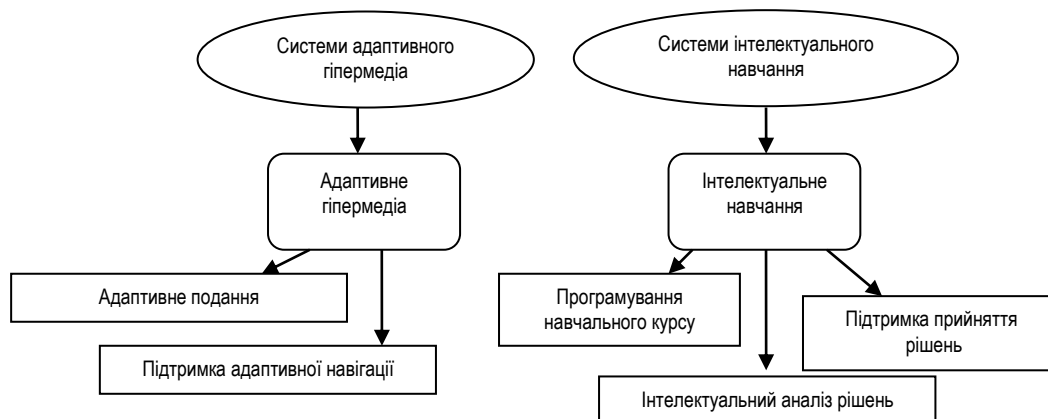 Системи адаптивного
гіпермедіа
Системи інтелектуального
навчання
Адаптивне
гіпермедіа
Інтелектуальне
навчання
Адаптивне подання
Програмування
навчального курсу
Підтримка прийняття
рішень
Підтримка адаптивної навігації
Інтелектуальний аналіз рішень